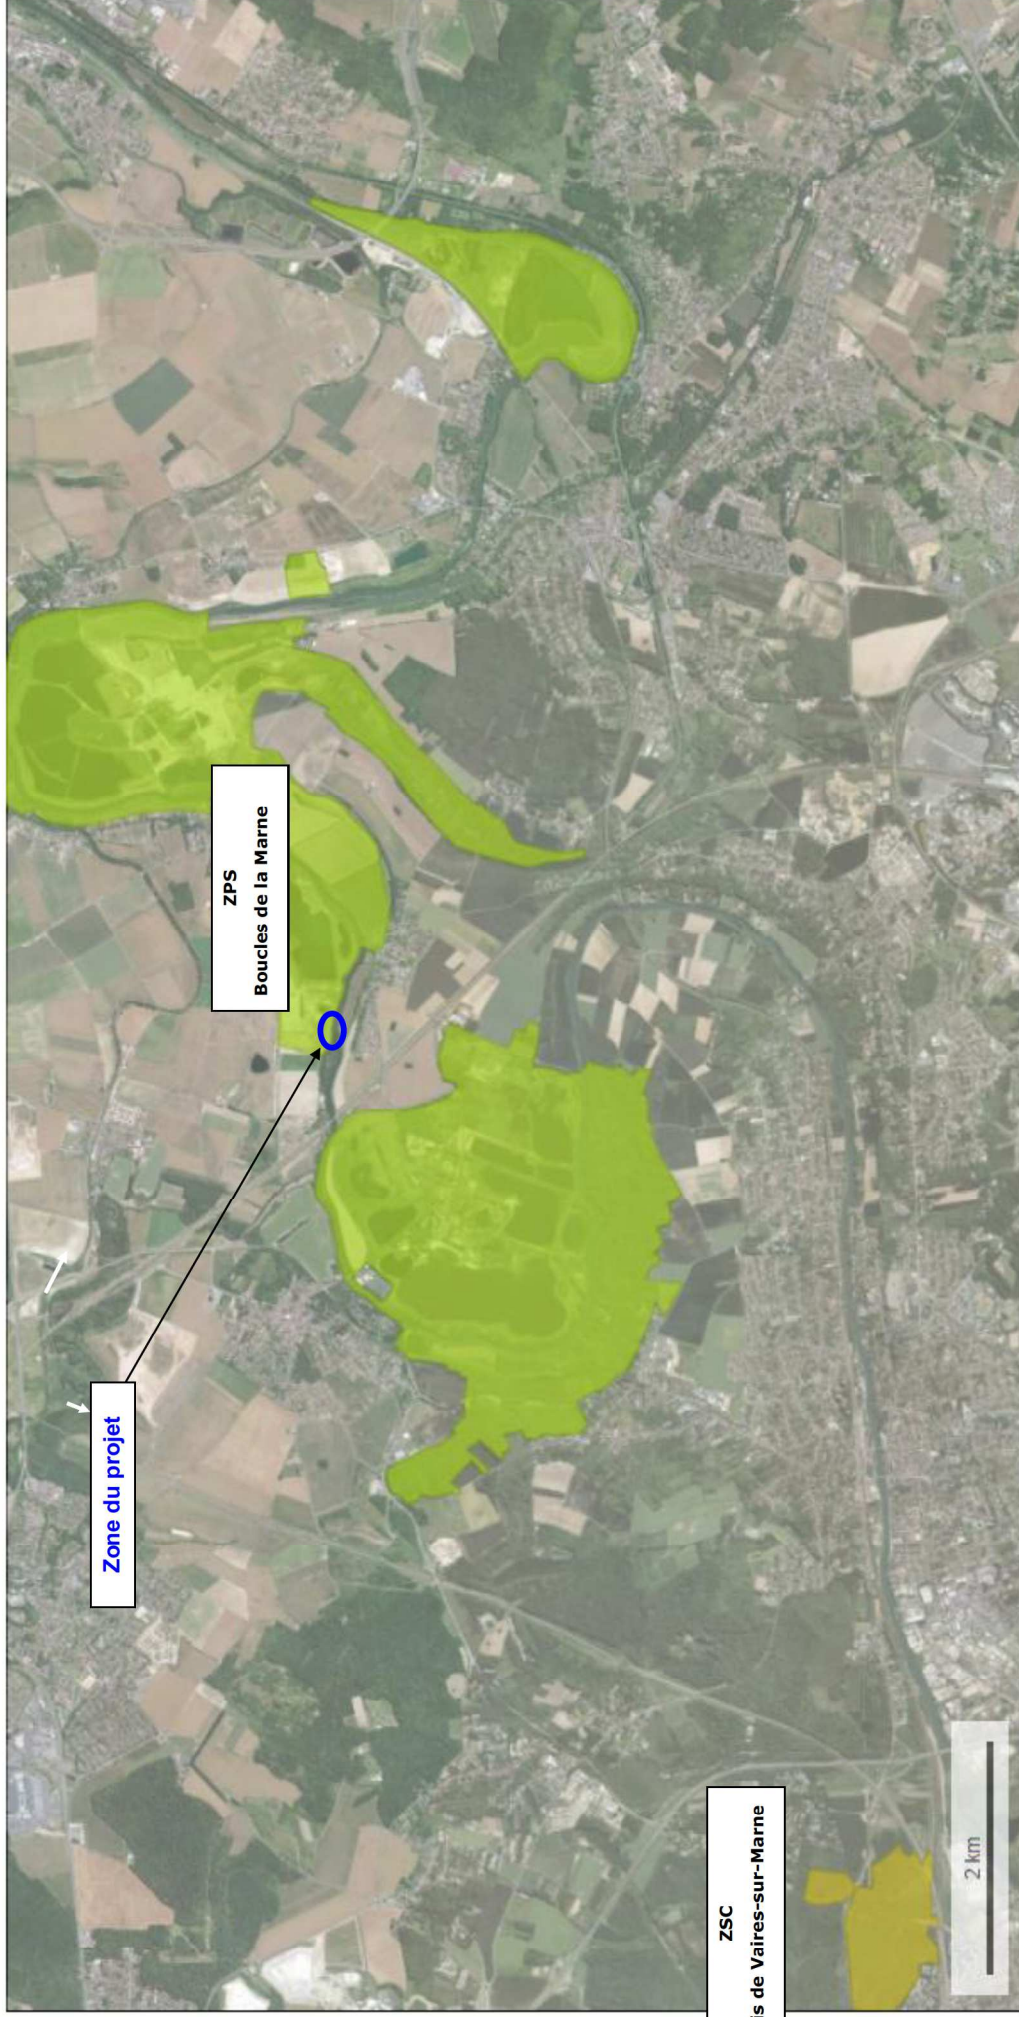 Zone du projet
ZPS
Boucles de la Marne
ZSC
is de Vaires-sur-Marne
2 km